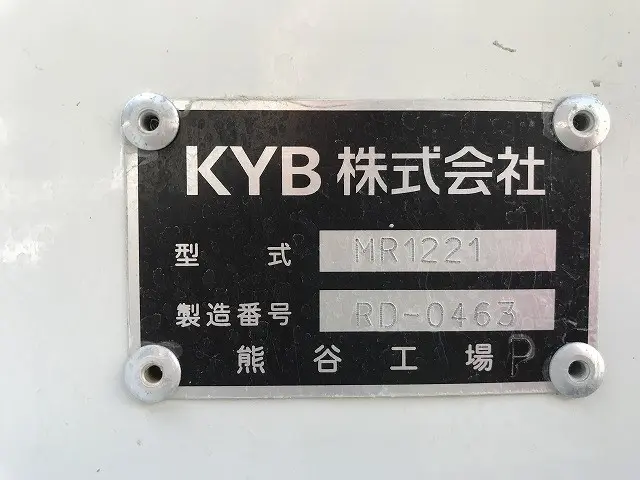 KYB 株式会社
型式 MR1221
製造番号 RD-0463
熊谷工場 P